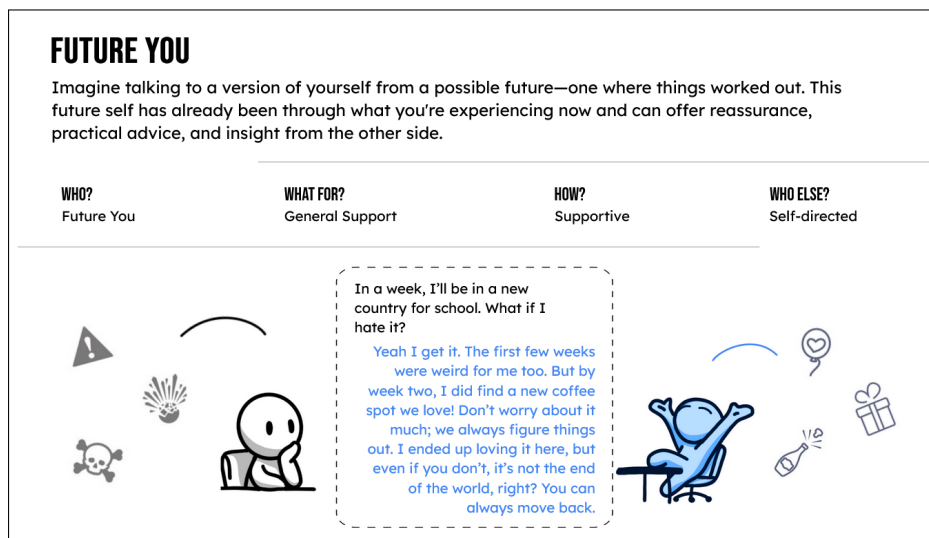 FUTURE YOU
Imagine talking to a version of yourself from a possible future—one where things worked out. This
future self has already been through what you're experiencing now and can offer reassurance,
practical advice, and insight from the other side.
WHO?
Future You
WHAT FOR?
General Support
HOW?
Supportive
WHO ELSE?
Self-directed
In a week, I'll be in a new
country for school. What if I
hate it?
Yeah I get it. The first few weeks
were weird for me too. But by
week two, I did find a new coffee
spot we love! Don't worry about it
much; we always figure things
out. I ended up loving it here, but
even if you don't, it's not the end
of the world, right? You can
always move back.